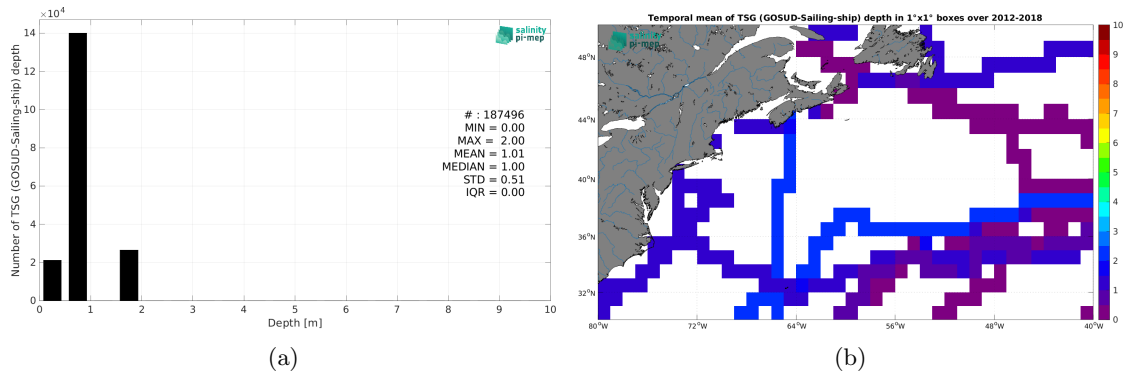 ×10⁴
14
12
10
8
6
4
2
0
Number of TSG (GOSUD-Sailing-ship) depth
salinity
pi-mep
# : 187496
MIN = 0.00
MAX = 2.00
MEAN = 1.01
MEDIAN = 1.00
STD = 0.51
IQR = 0.00
0 1 2 3 4 5 6 7 8 9 10
Depth [m]
(a)
Temporal mean of TSG (GOSUD-Sailing-ship) depth in 1°x1° boxes over 2012-2018
salinity
pi-mep
48°N
44°N
40°N
36°N
32°N
80°W 72°W 64°W 56°W 48°W 40°W
10
9
8
7
6
5
4
3
2
1
0
(b)